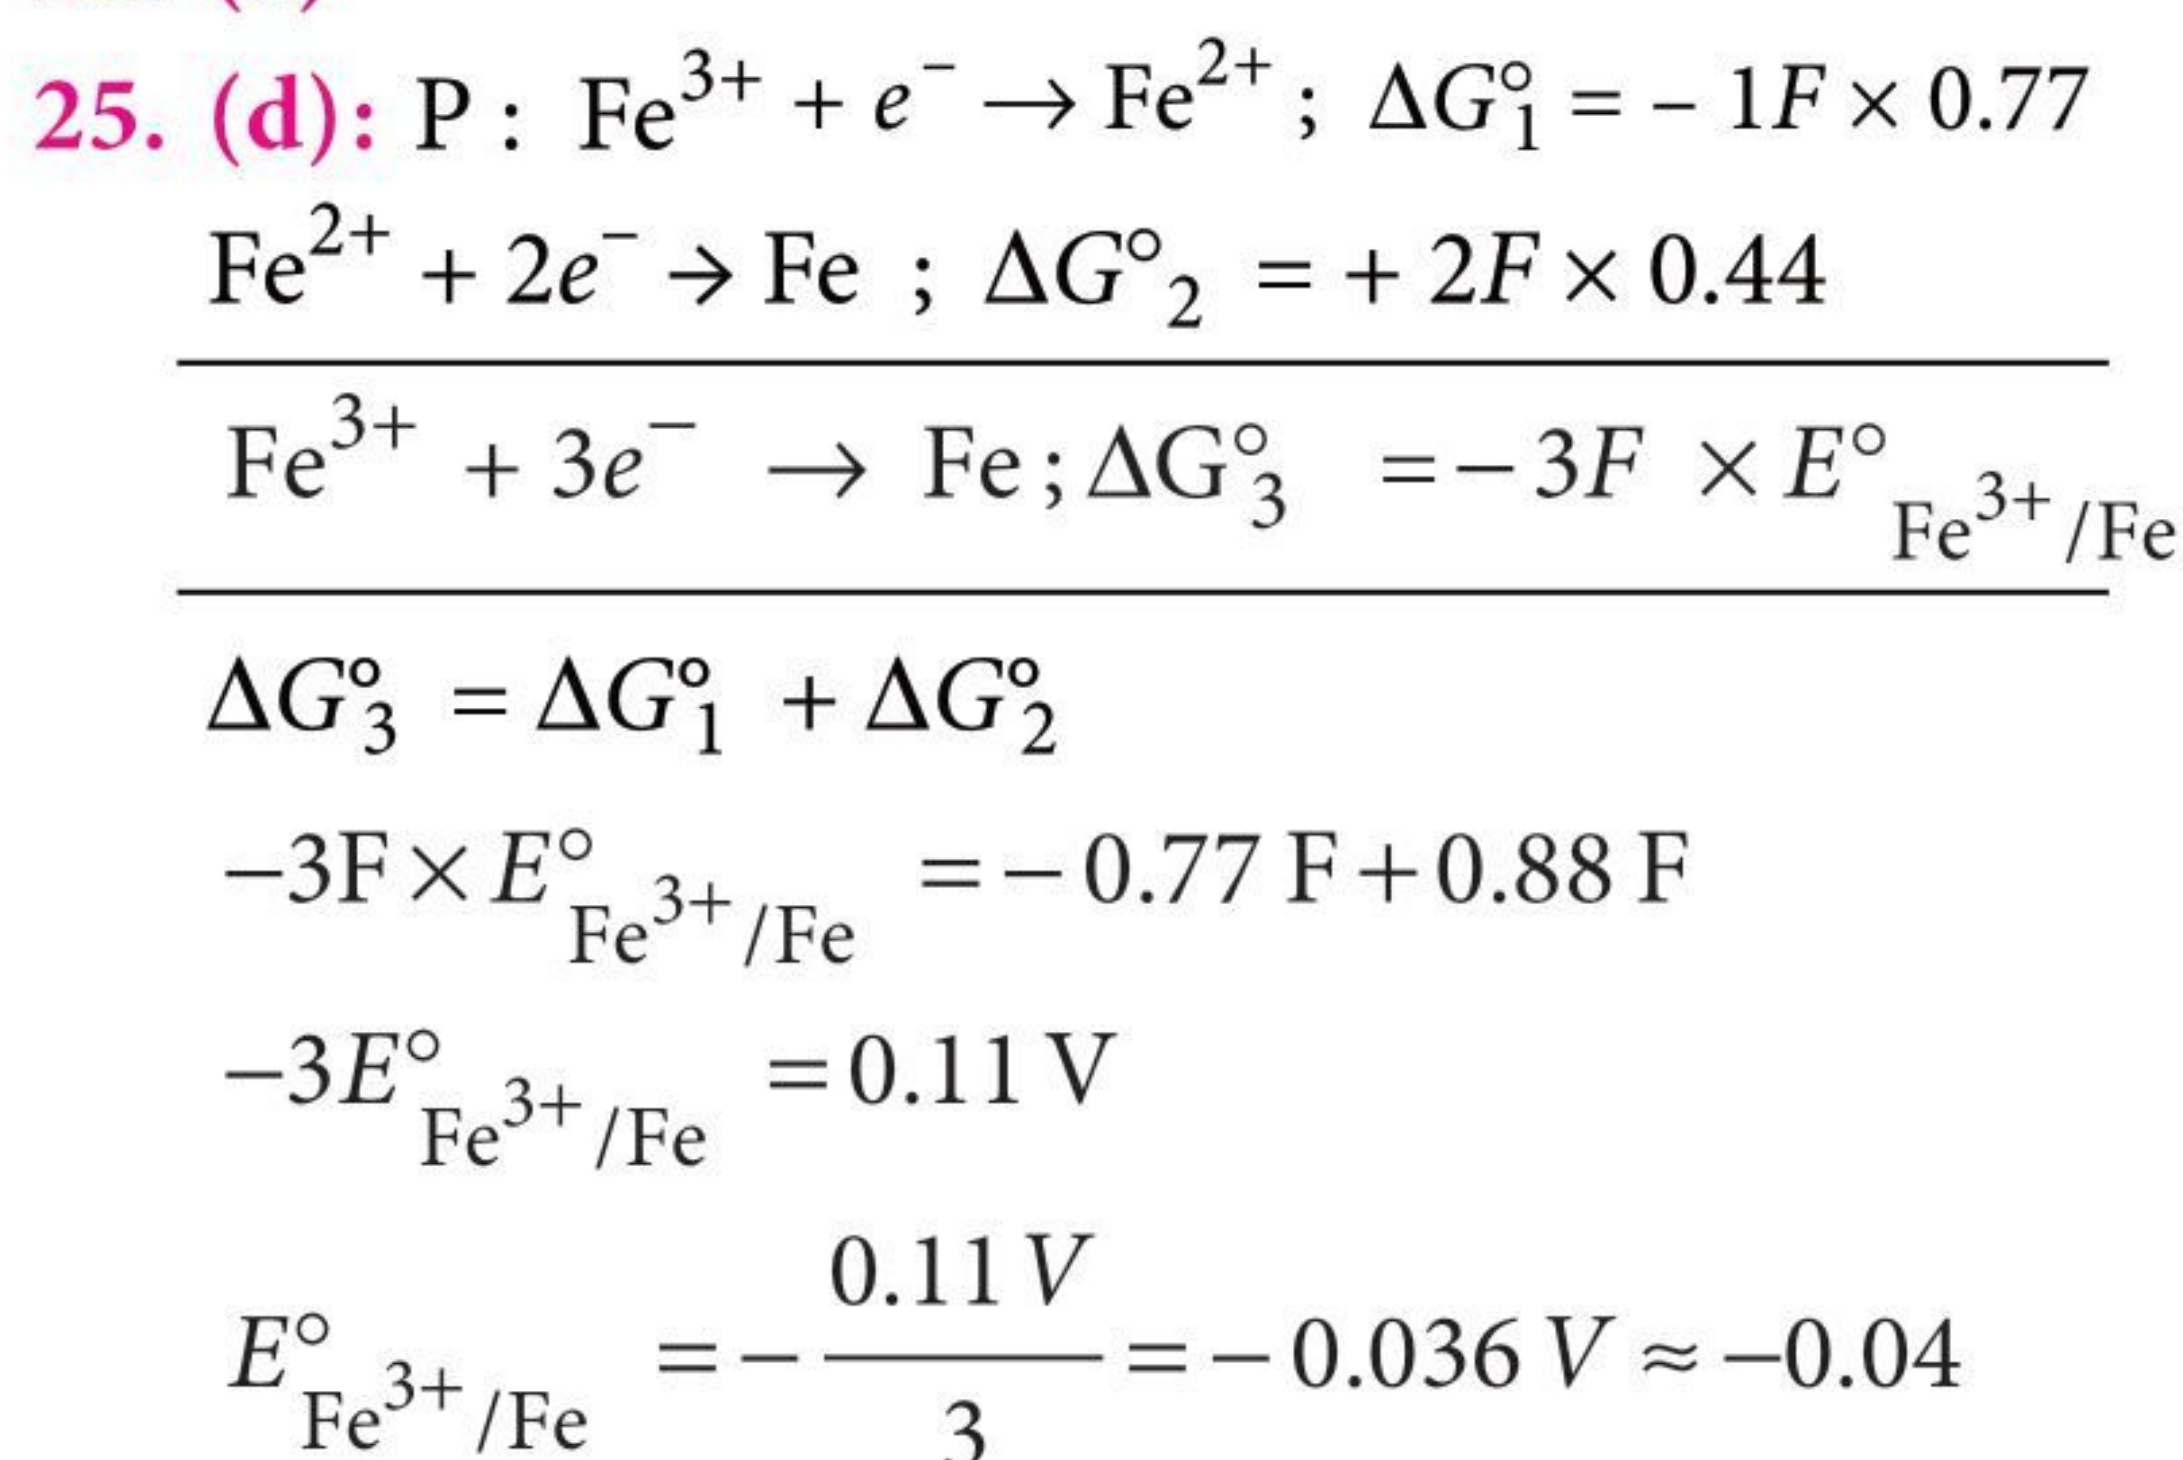 25. (d): P : Fe³⁺ + e⁻ → Fe²⁺ ; ΔG°₁ = – 1F × 0.77
Fe²⁺ + 2e⁻ → Fe ; ΔG°₂ = + 2F × 0.44
Fe³⁺ + 3e⁻ → Fe ; ΔG°₃ = – 3F × E°Fe³⁺/Fe
ΔG°₃ = ΔG°₁ + ΔG°₂
–3F × E°Fe³⁺/Fe = – 0.77 F + 0.88 F
–3E°Fe³⁺/Fe = 0.11 V
E°Fe³⁺/Fe = – 0.11 V / 3 = – 0.036 V ≈ –0.04